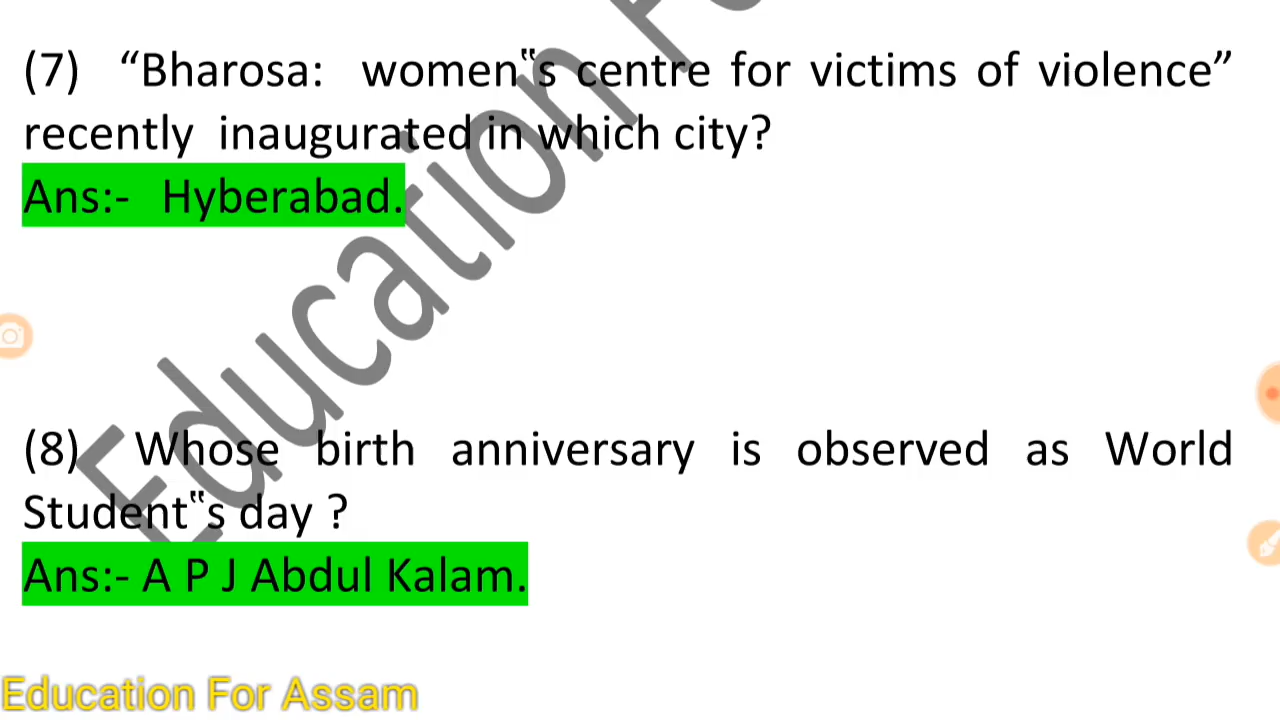 (7) “Bharosa: women‟s centre for victims of violence”
recently inaugurated in which city?
Ans:- Hyberabad.
(8) Whose birth anniversary is observed as World
Student‟s day ?
Ans:- A P J Abdul Kalam.
Education For Assam